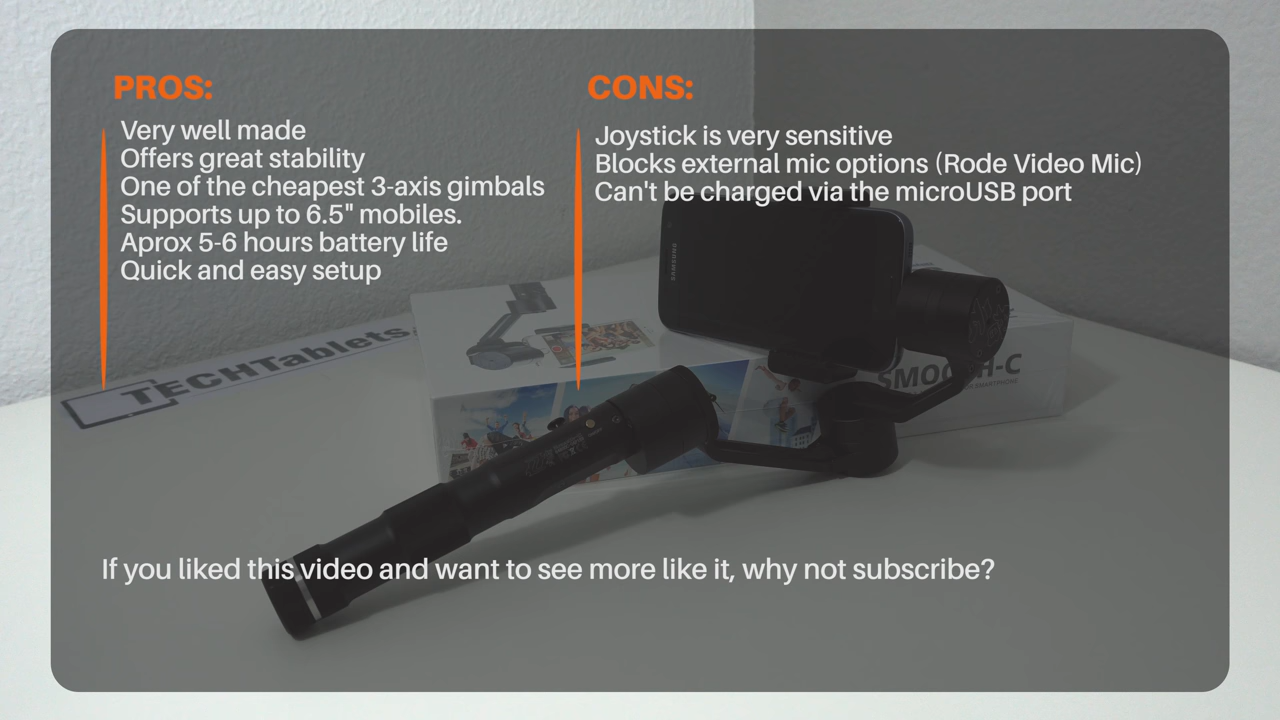 PROS:
Very well made
Offers great stability
One of the cheapest 3-axis gimbals
Supports up to 6.5" mobiles.
Aprox 5-6 hours battery life
Quick and easy setup
CONS:
Joystick is very sensitive
Blocks external mic options (Rode Video Mic)
Can't be charged via the microUSB port
SAMSUNG
TECHTablets.
SMOOTH-C
If you liked this video and want to see more like it, why not subscribe?